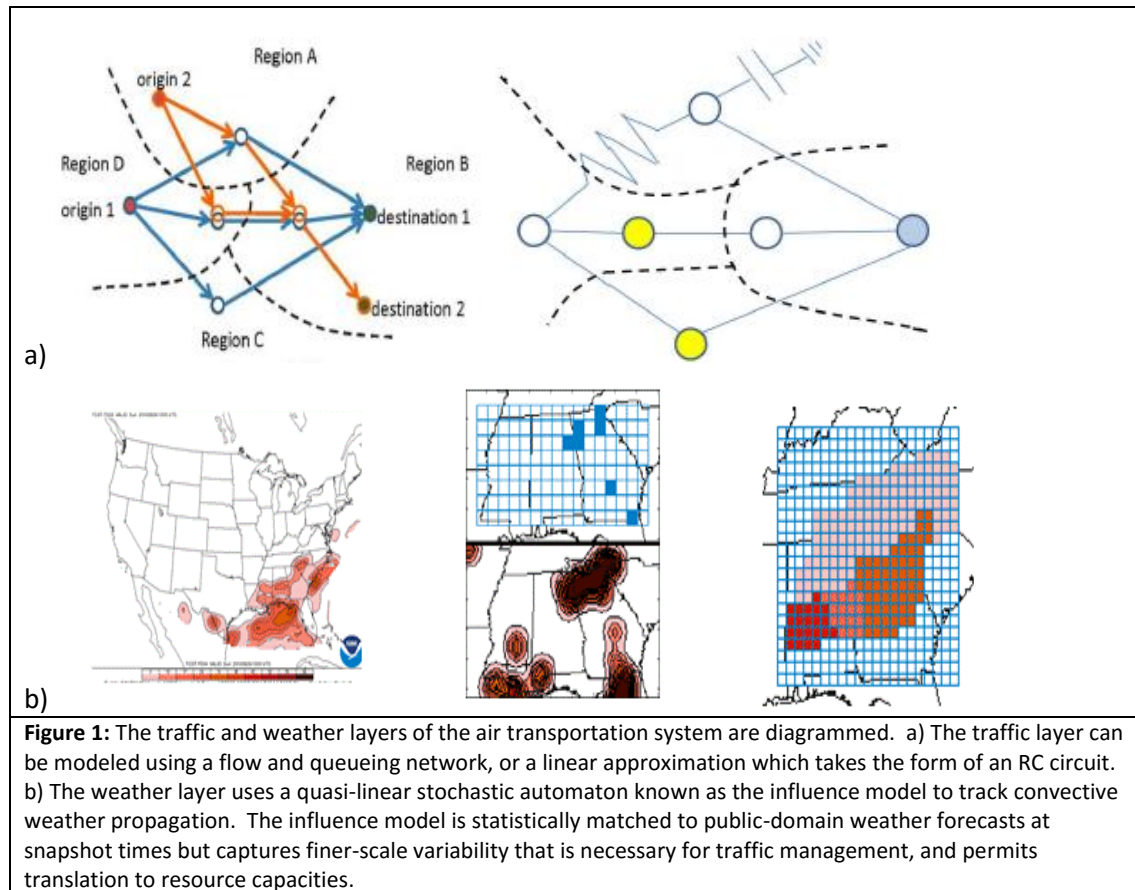 Region A
origin 2
Region D
Region B
origin 1
destination 1
destination 2
Region C
a)
b)
Figure 1: The traffic and weather layers of the air transportation system are diagrammed. a) The traffic layer can
be modeled using a flow and queueing network, or a linear approximation which takes the form of an RC circuit.
b) The weather layer uses a quasi-linear stochastic automaton known as the influence model to track convective
weather propagation. The influence model is statistically matched to public-domain weather forecasts at
snapshot times but captures finer-scale variability that is necessary for traffic management, and permits
translation to resource capacities.